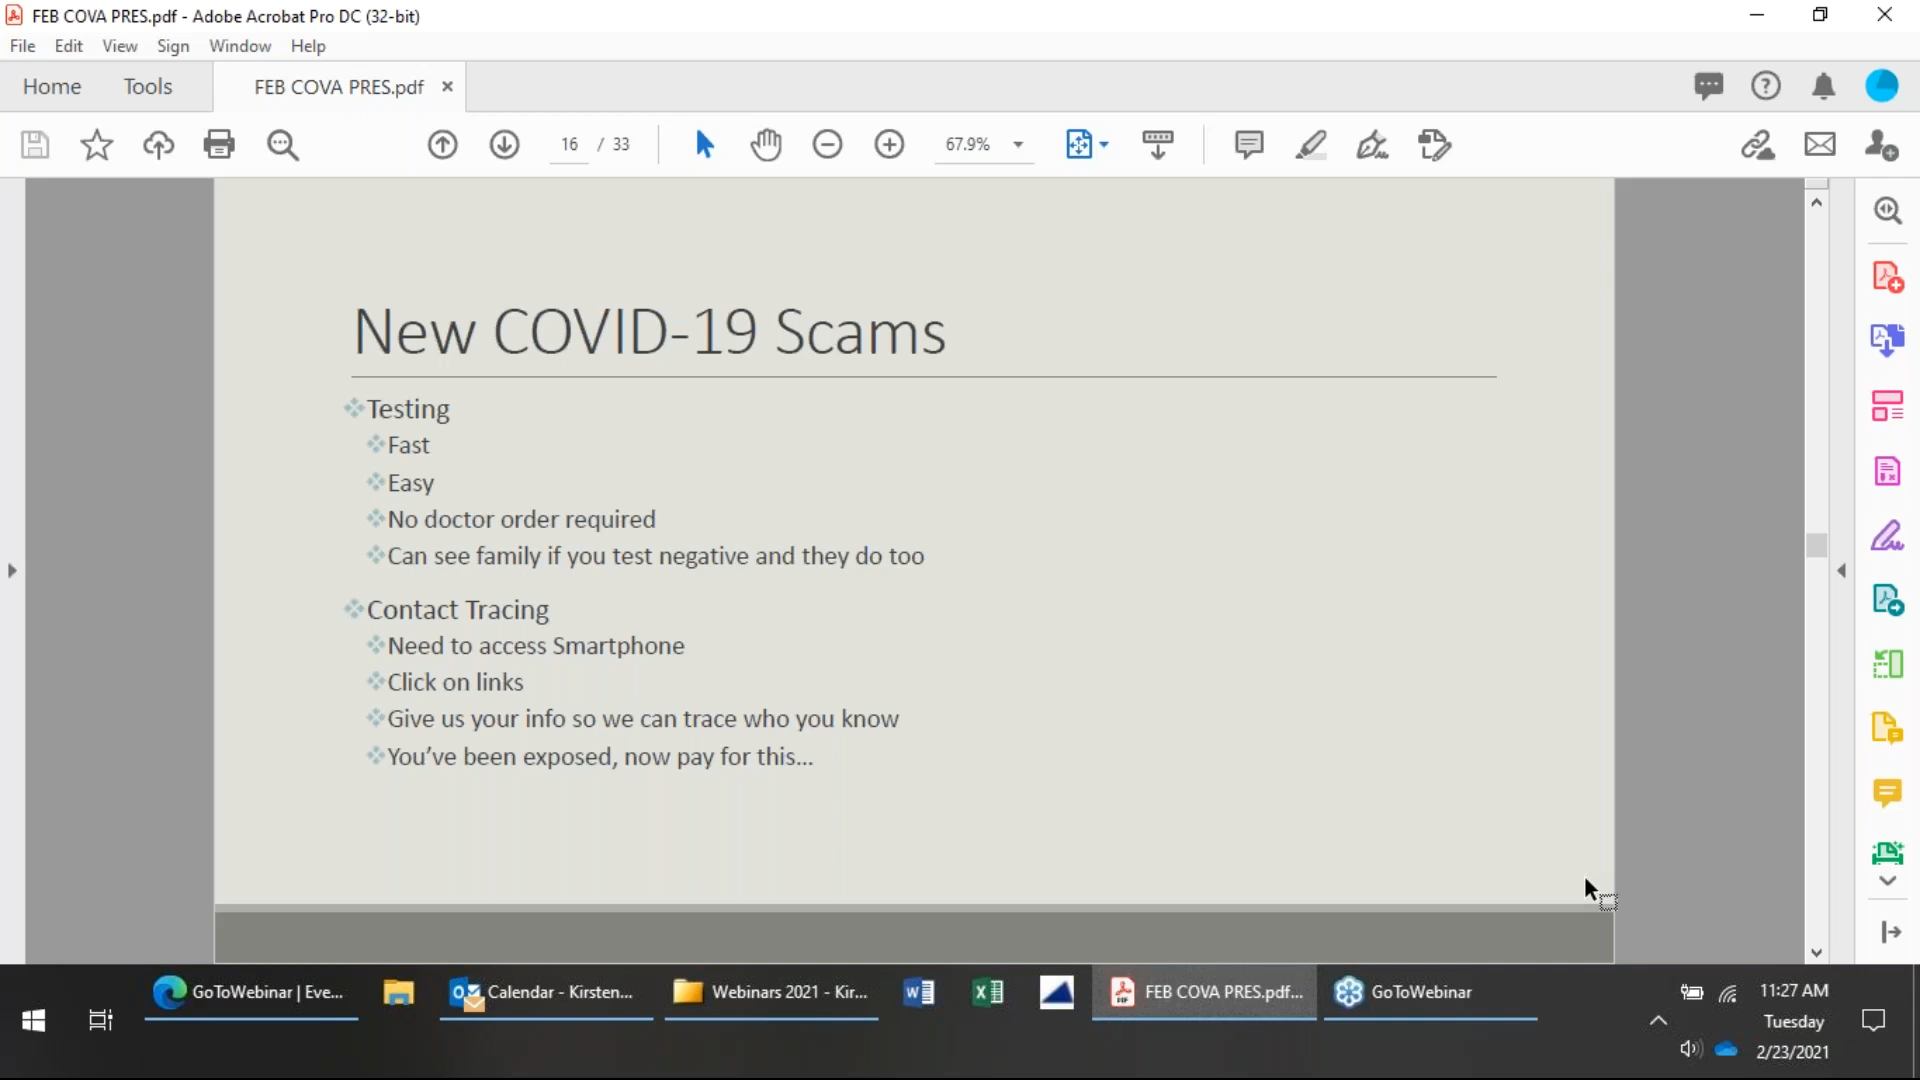 FEB COVA PRES.pdf - Adobe Acrobat Pro DC (32-bit)
File Edit View Sign Window Help
Home Tools FEB COVA PRES.pdf ×
16 / 33 67.9%
New COVID-19 Scams
Testing
Fast
Easy
No doctor order required
Can see family if you test negative and they do too
Contact Tracing
Need to access Smartphone
Click on links
Give us your info so we can trace who you know
You’ve been exposed, now pay for this...
GoToWebinar | Eve... Calendar - Kirsten... Webinars 2021 - Kir... FEB COVA PRES.pdf... GoToWebinar
11:27 AM
Tuesday
2/23/2021